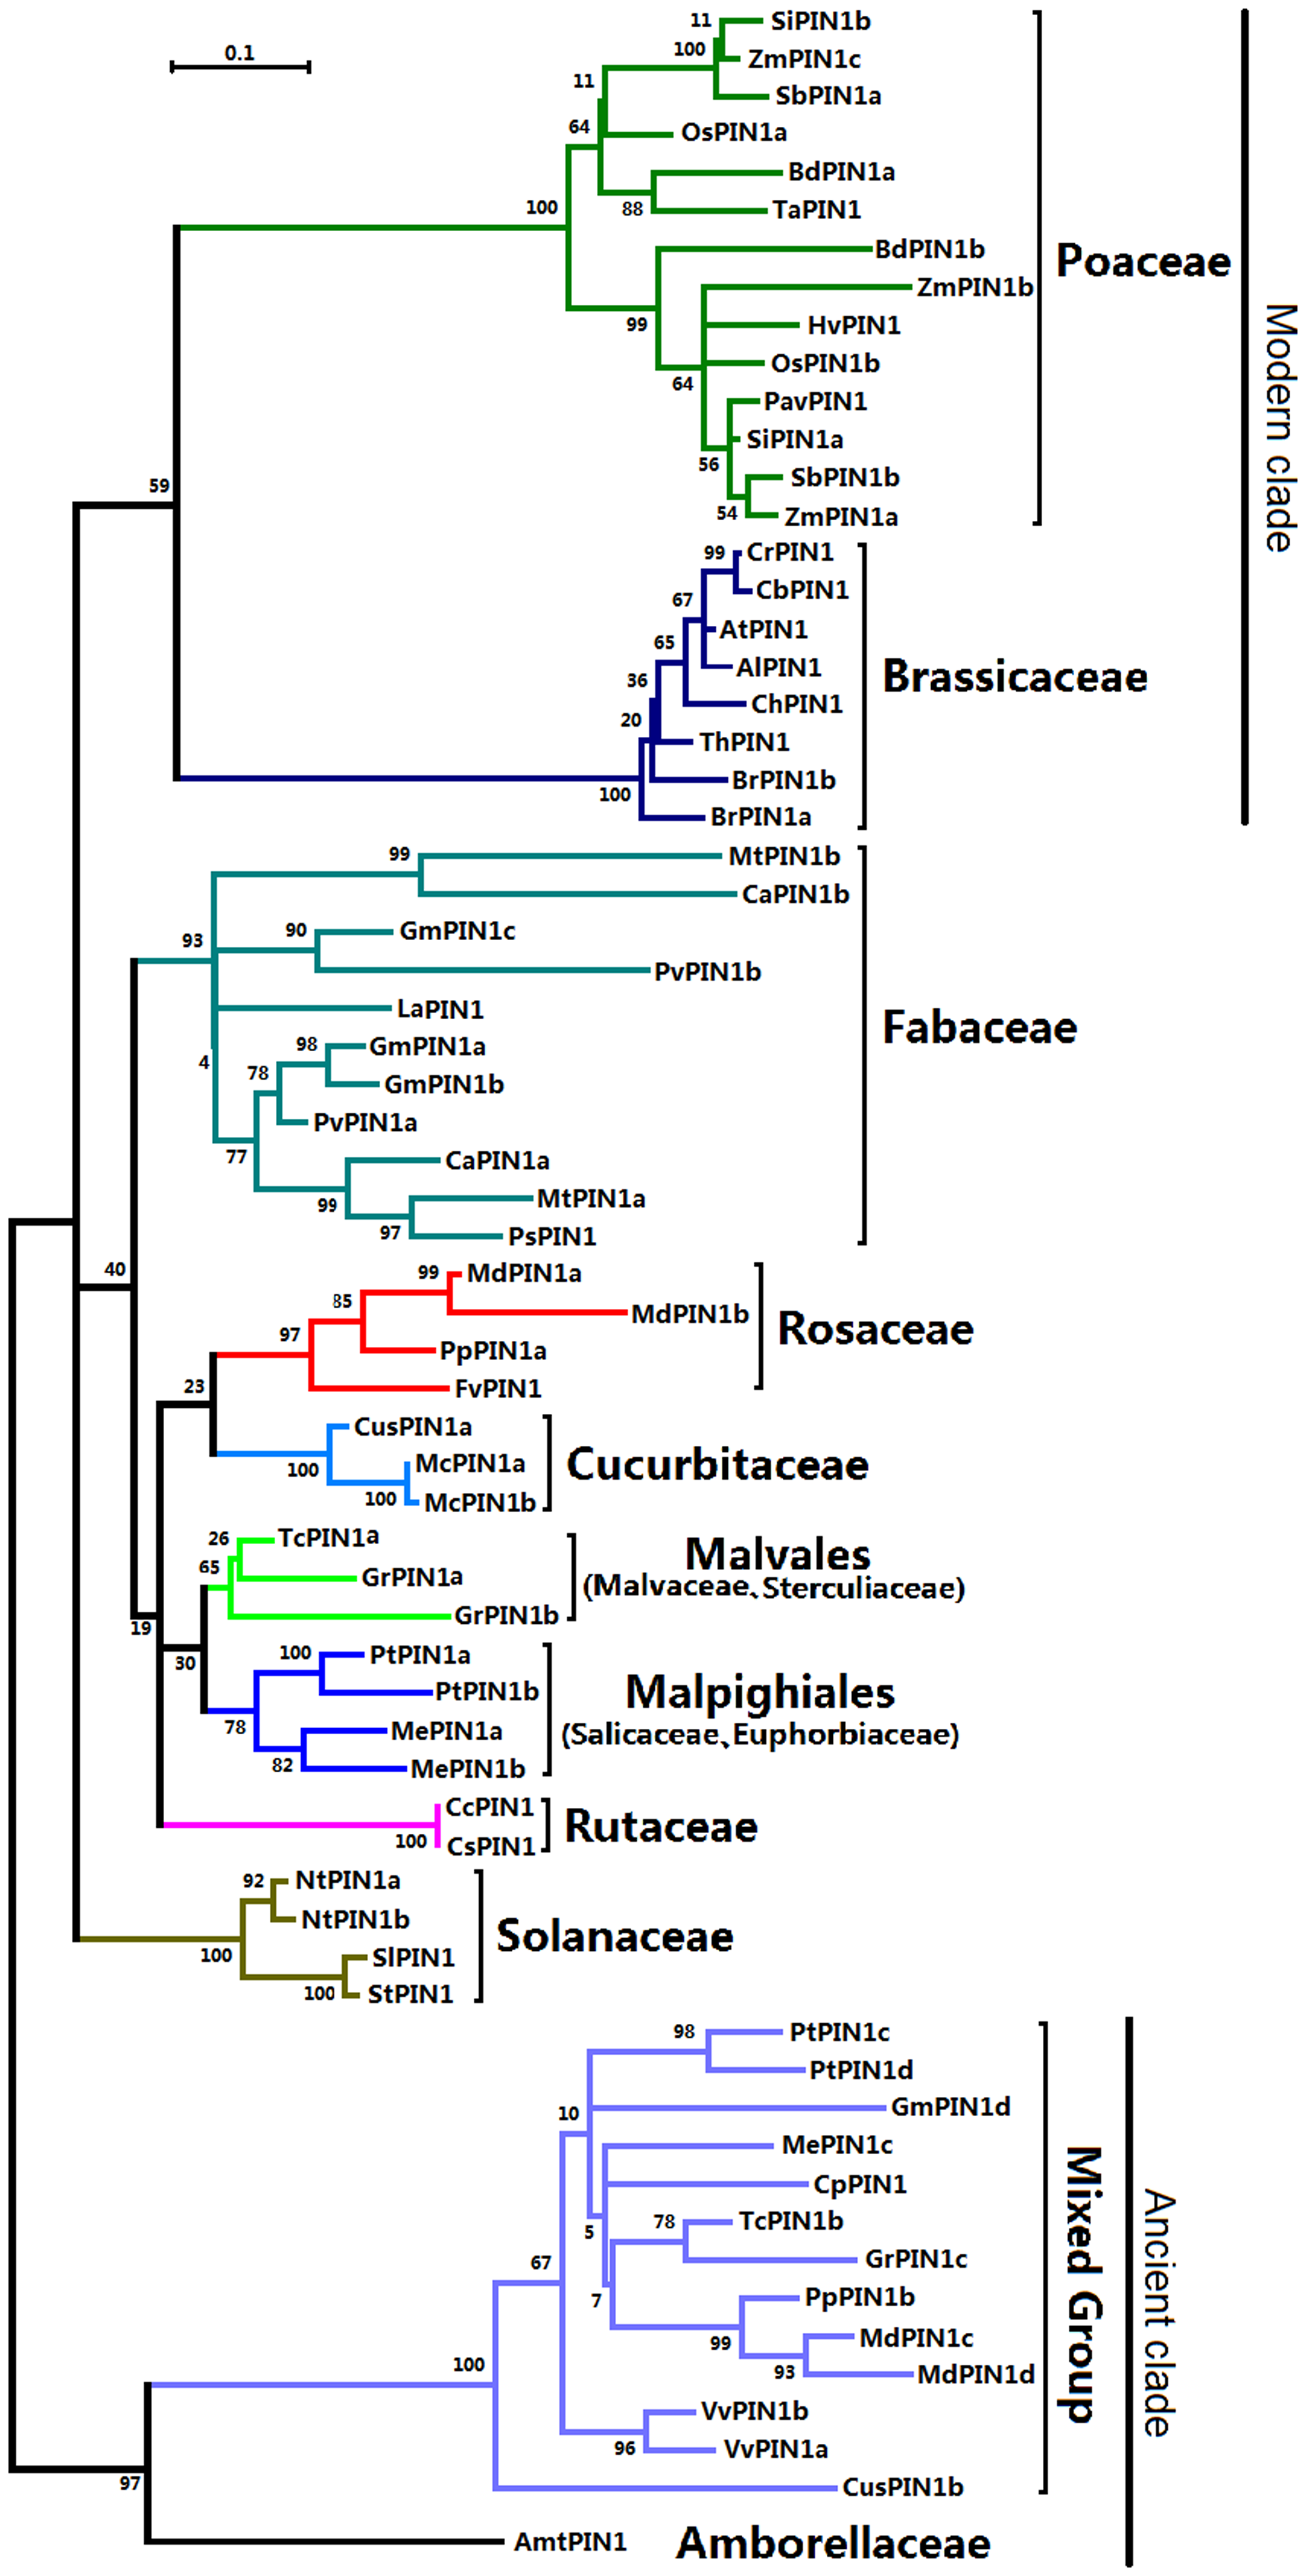 0.1
11
SiPIN1b
100
ZmPIN1c
SbPIN1a
11
OsPIN1a
64
BdPIN1a
88
TaPIN1
100
BdPIN1b
Poaceae
ZmPIN1b
99
HvPIN1
OsPIN1b
64
PavPIN1
SiPIN1a
56
SbPIN1b
54
ZmPIN1a
Modern clade
59
99
CrPIN1
CbPIN1
67
AtPIN1
65
AlPIN1
36
ChPIN1
Brassicaceae
20
ThPIN1
BrPIN1b
100
BrPIN1a
99
MtPIN1b
CaPIN1b
93
90
GmPIN1c
PvPIN1b
LaPIN1
Fabaceae
4
98
GmPIN1a
78
GmPIN1b
PvPIN1a
77
CaPIN1a
99
MtPIN1a
97
PsPIN1
40
99
MdPIN1a
85
MdPIN1b
Rosaceae
97
PpPIN1a
FvPIN1
23
CusPIN1a
100
McPIN1a
Cucurbitaceae
100
McPIN1b
26
TcPIN1a
65
GrPIN1a
Malvales
(Malvaceae、Sterculiaceae)
GrPIN1b
19
30
100
PtPIN1a
PtPIN1b
Malpighiales
78
MePIN1a
(Salicaceae、Euphorbiaceae)
82
MePIN1b
CcPIN1
Rutaceae
100
CsPIN1
92
NtPIN1a
NtPIN1b
Solanaceae
100
SlPIN1
100
StPIN1
98
PtPIN1c
PtPIN1d
10
GmPIN1d
MePIN1c
CpPIN1
5
78
TcPIN1b
67
GrPIN1c
7
PpPIN1b
99
MdPIN1c
93
MdPIN1d
Mixed Group
Ancient clade
100
VvPIN1b
96
VvPIN1a
97
CusPIN1b
AmtPIN1
Amborellaceae